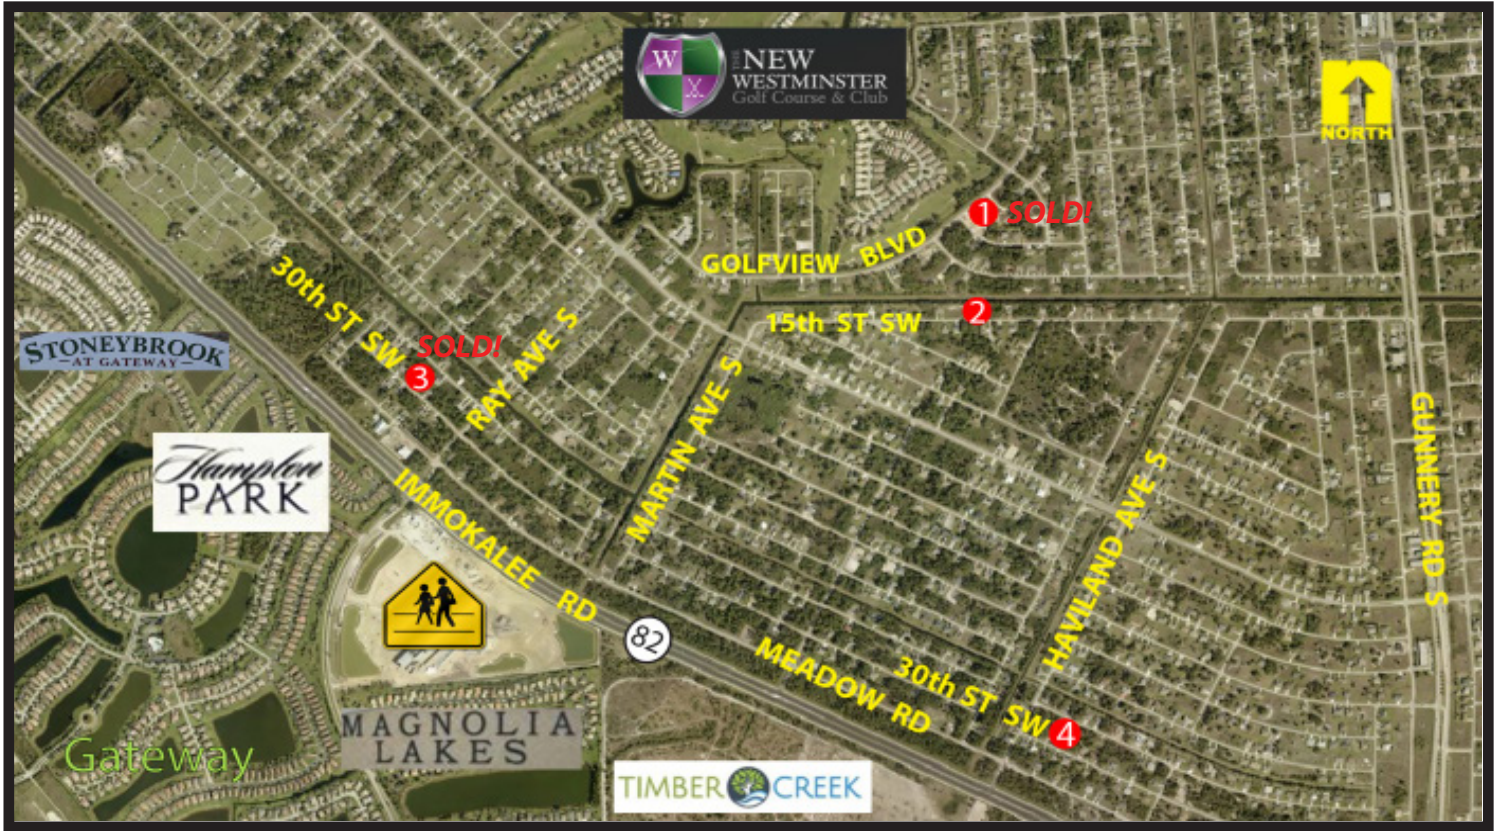 W
THE
NEW
WESTMINSTER
Golf Course & Club
NORTH
1 SOLD!
GOLFVIEW BLVD
30th ST SW
2
15th ST SW
STONEYBROOK
AT GATEWAY
SOLD!
3
RAY AVE S
MARTIN AVE S
GUNNERY RD S
Hampton
PARK
IMMOKALEE RD
HAVILAND AVE S
82
MEADOW RD
30th ST SW
4
MAGNOLIA
LAKES
Gateway
TIMBER CREEK